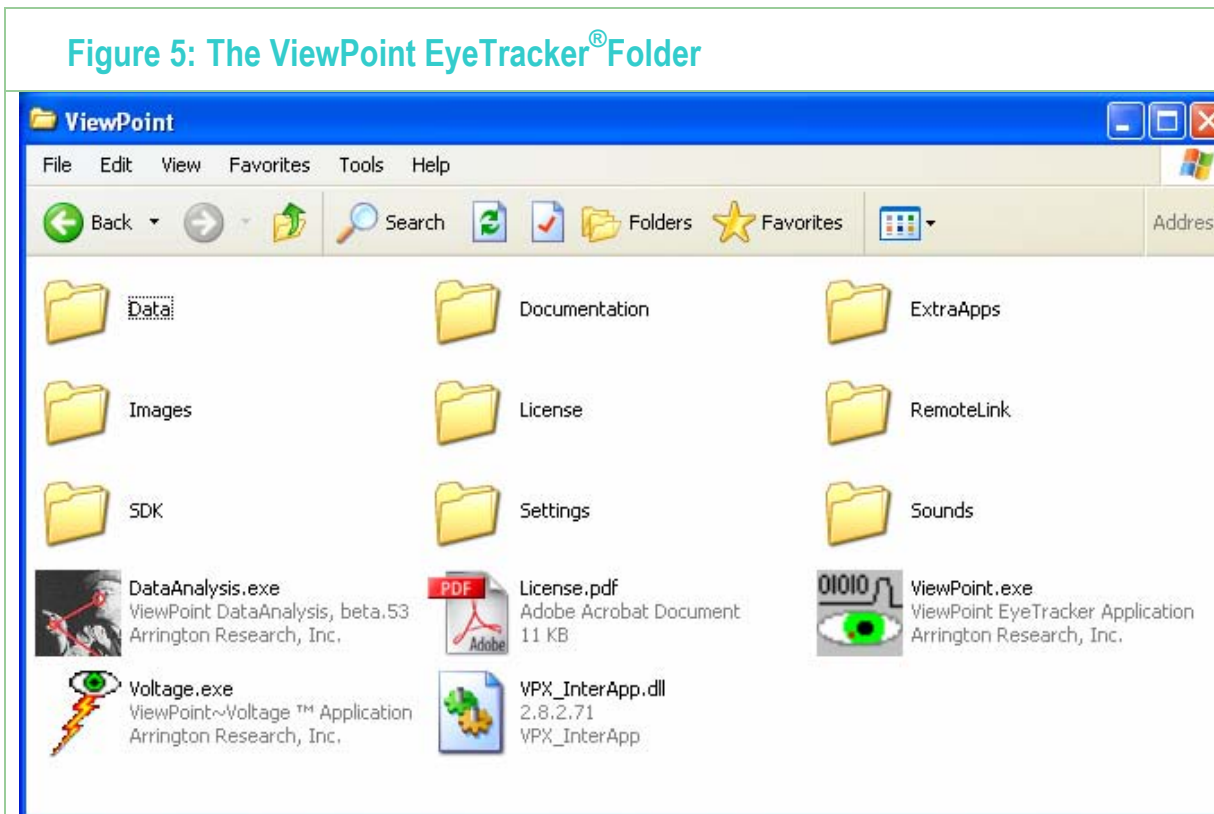 Figure 5: The ViewPoint EyeTracker®Folder
ViewPoint
File Edit View Favorites Tools Help
Back Search Folders Favorites Addres
Data Documentation ExtraApps
Images License RemoteLink
SDK Settings Sounds
DataAnalysis.exe
ViewPoint DataAnalysis, beta.53
Arrington Research, Inc.
PDF
Adobe
License.pdf
Adobe Acrobat Document
11 KB
01010
ViewPoint.exe
ViewPoint EyeTracker Application
Arrington Research, Inc.
Voltage.exe
ViewPoint~Voltage ™ Application
Arrington Research, Inc.
VPX_InterApp.dll
2.8.2.71
VPX_InterApp